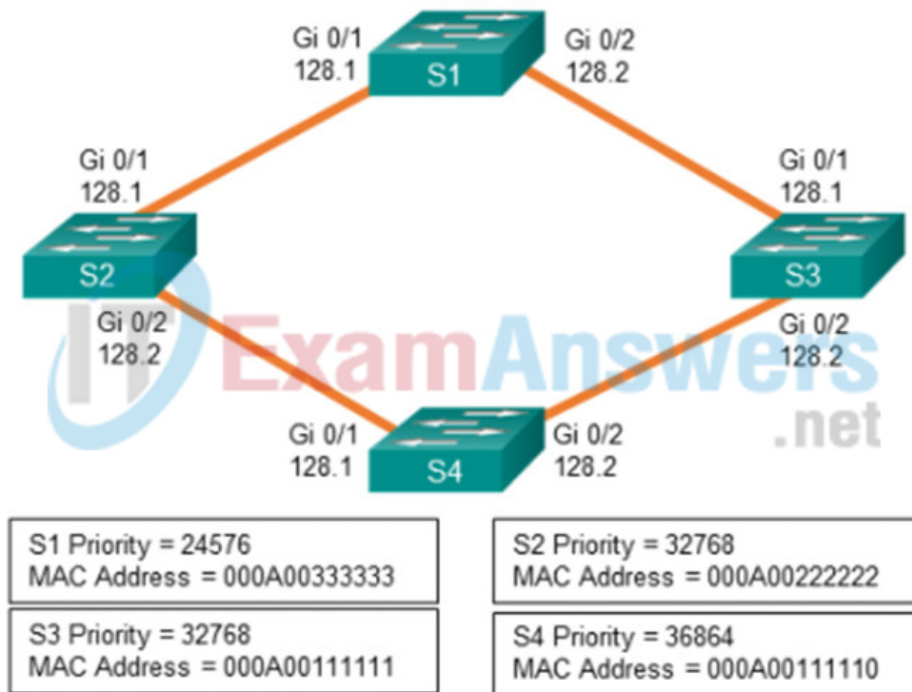 Gi 0/1
128.1
Gi 0/2
128.2
S1
Gi 0/1
128.1
Gi 0/1
128.1
S2
S3
Gi 0/2
128.2
Gi 0/2
128.2
ITExamAnswers
.net
Gi 0/1
128.1
Gi 0/2
128.2
S4
S1 Priority = 24576
MAC Address = 000A00333333
S2 Priority = 32768
MAC Address = 000A00222222
S3 Priority = 32768
MAC Address = 000A00111111
S4 Priority = 36864
MAC Address = 000A00111110